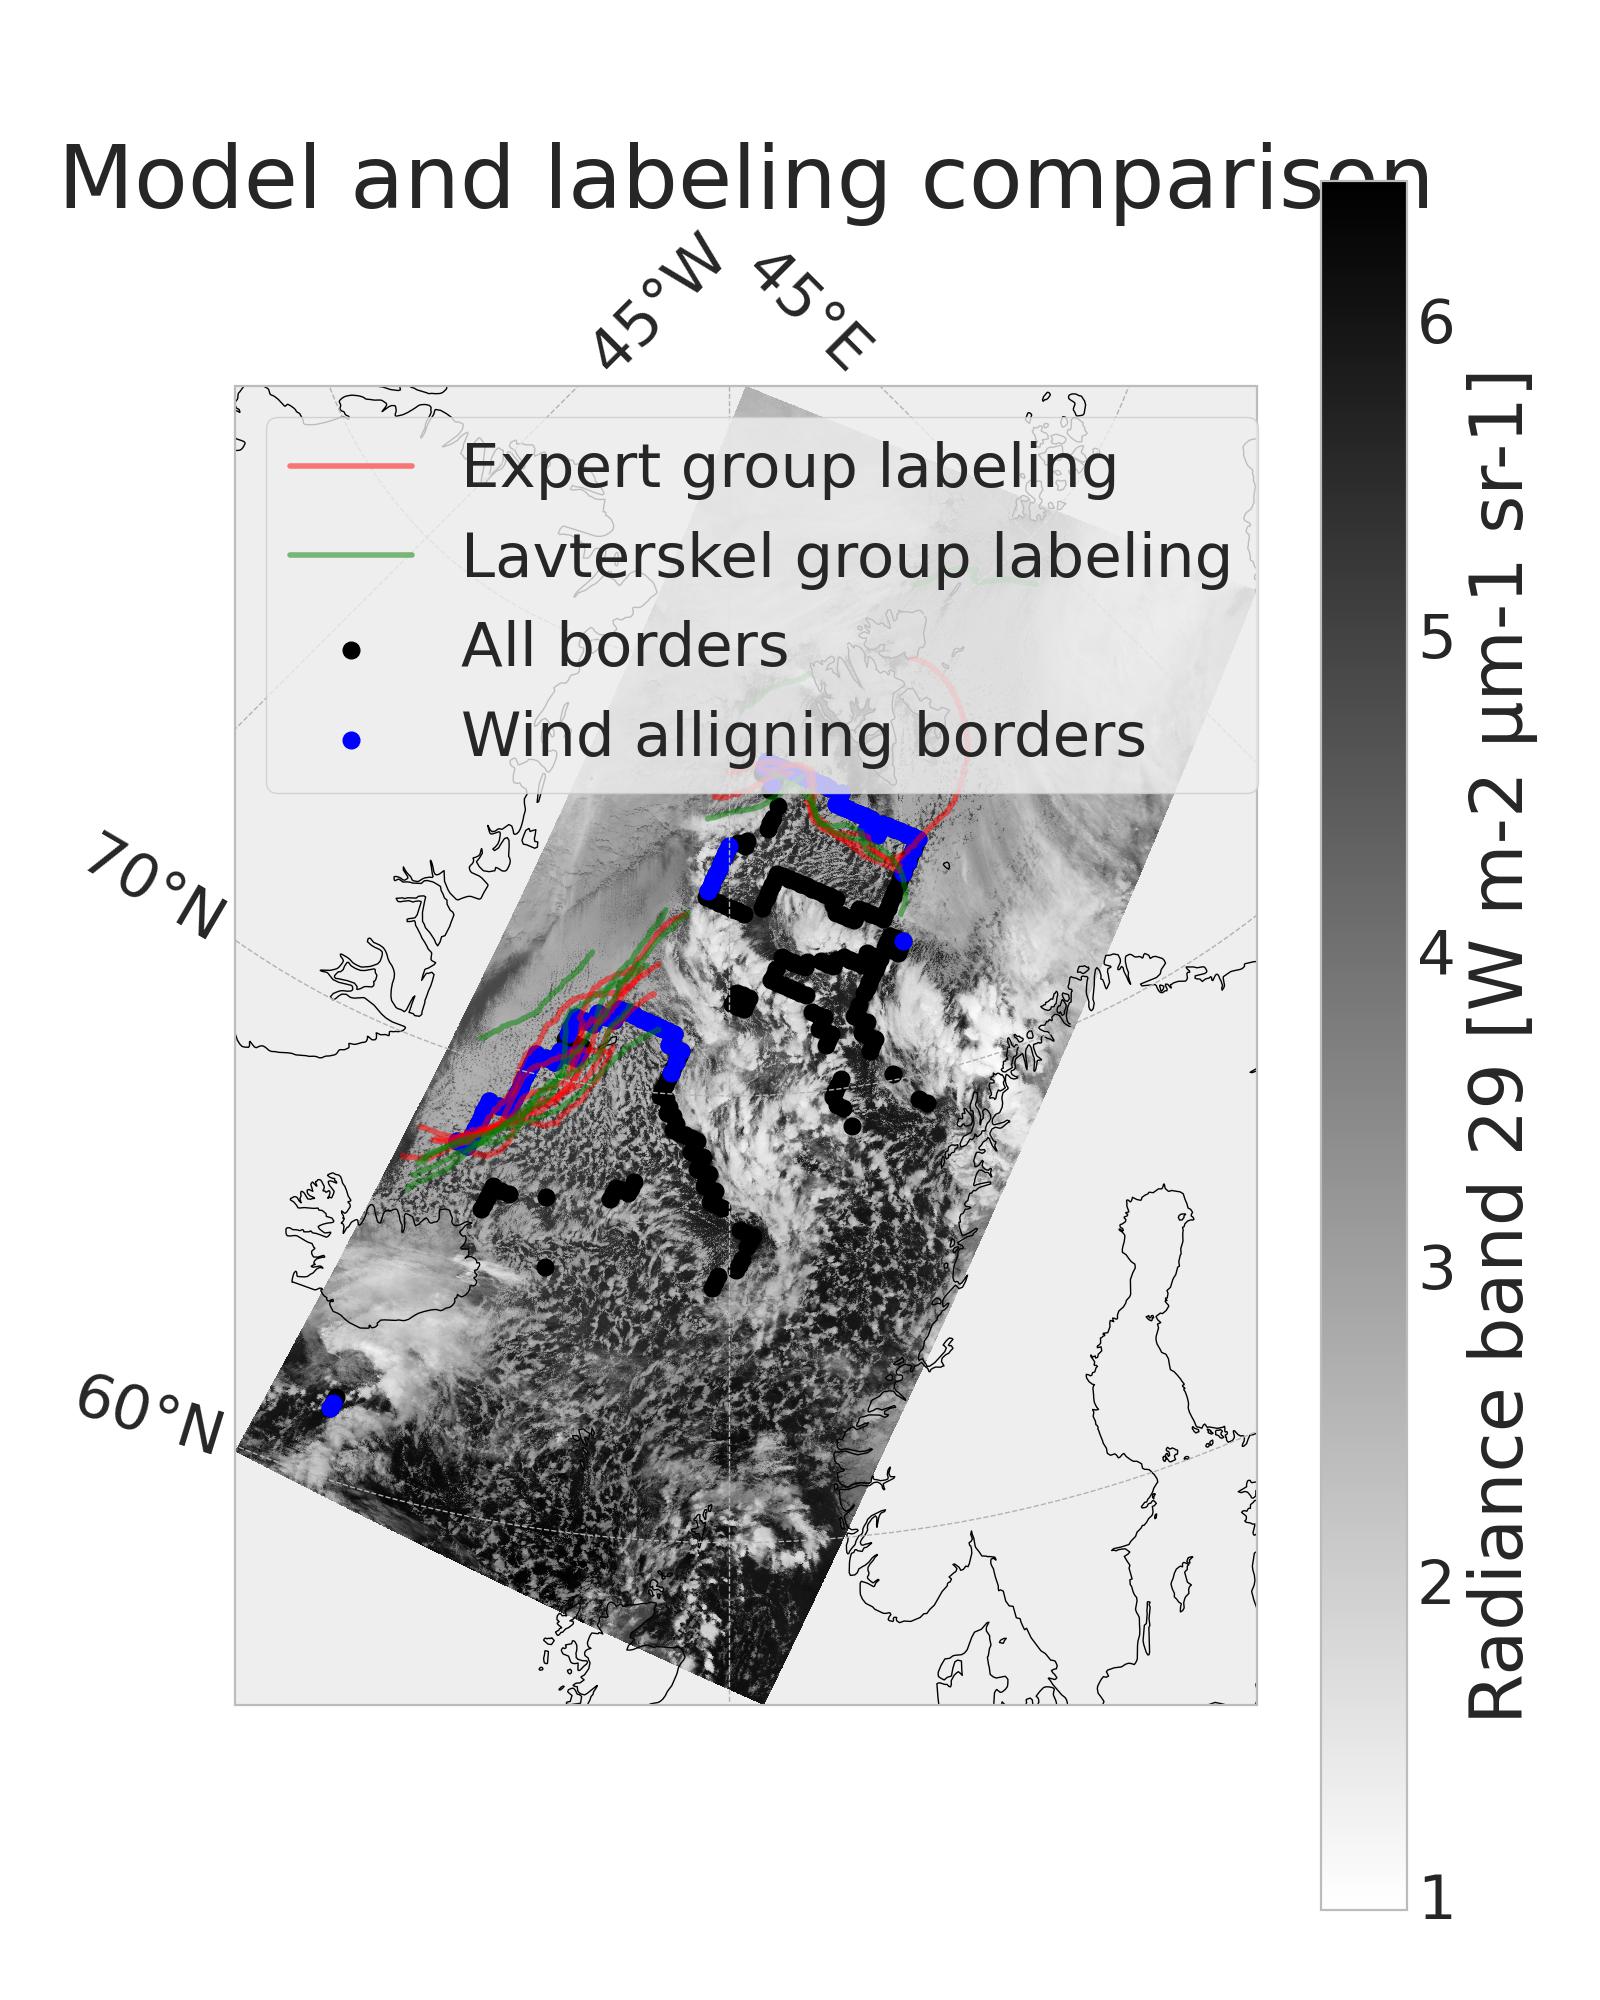 Model and labeling comparison
45°W
45°E
Expert group labeling
Lavterskel group labeling
All borders
Wind alligning borders
70°N
60°N
6
5
4
3
2
1
Radiance band 29 [W m-2 µm-1 sr-1]